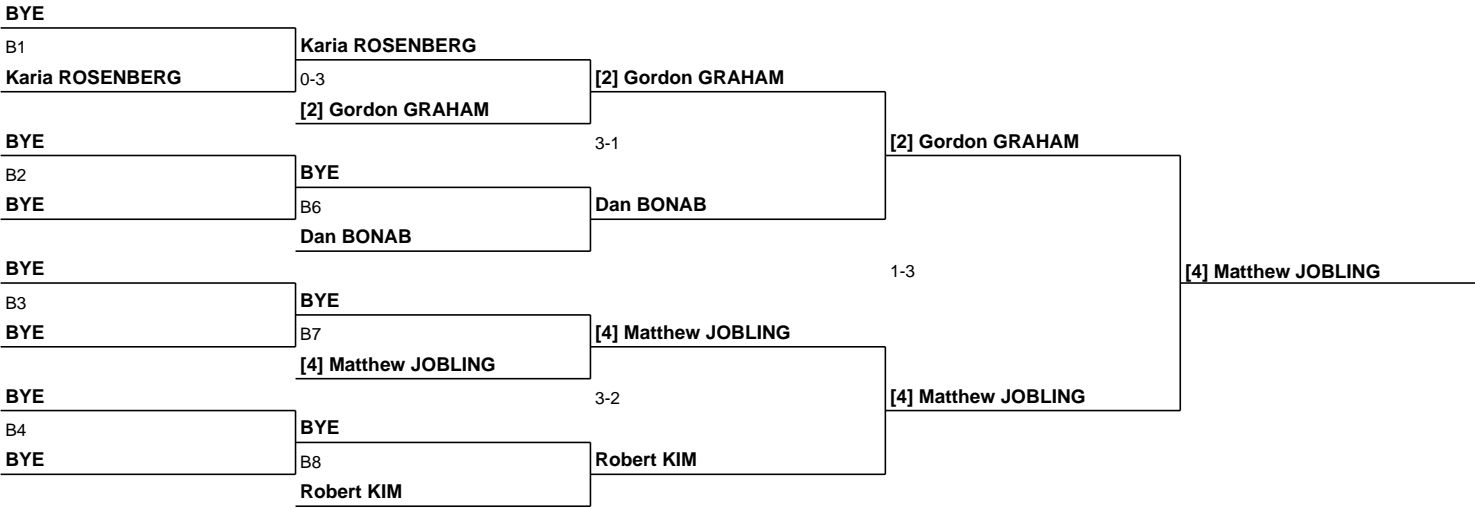 BYE
B1
Karia ROSENBERG
Karia ROSENBERG
0-3
[2] Gordon GRAHAM
[2] Gordon GRAHAM
BYE
3-1
[2] Gordon GRAHAM
B2
BYE
BYE
B6
Dan BONAB
Dan BONAB
BYE
1-3
[4] Matthew JOBLING
B3
BYE
BYE
B7
[4] Matthew JOBLING
[4] Matthew JOBLING
BYE
3-2
[4] Matthew JOBLING
B4
BYE
BYE
B8
Robert KIM
Robert KIM